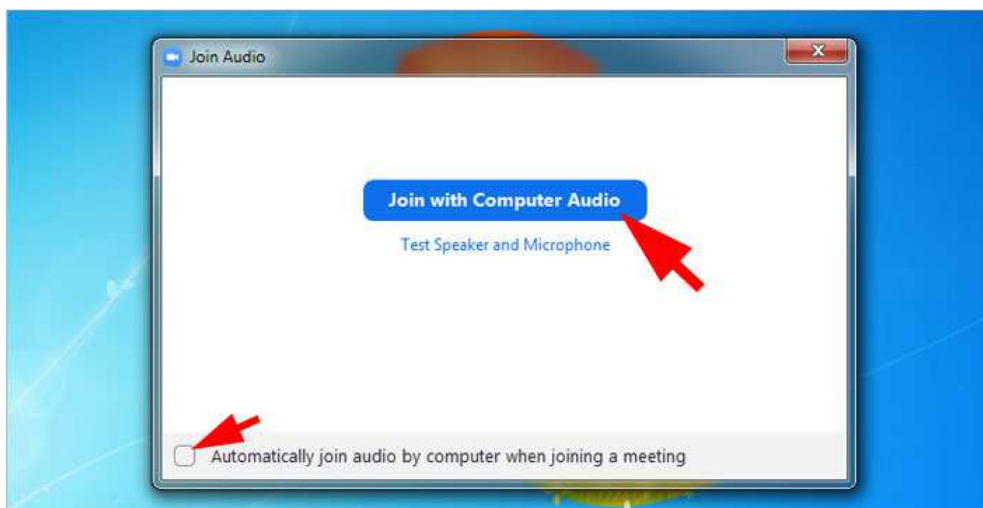 Join Audio
Join with Computer Audio
Test Speaker and Microphone
Automatically join audio by computer when joining a meeting